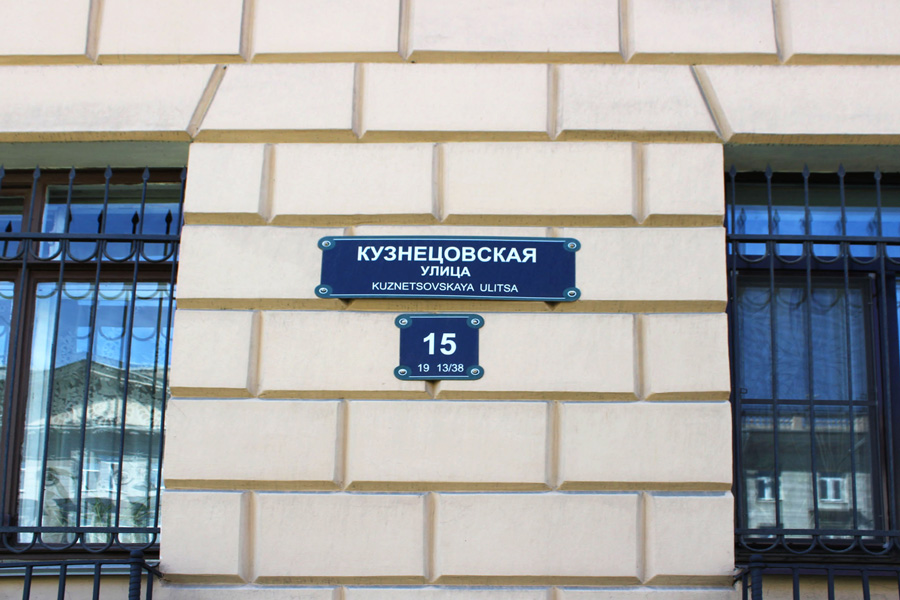 КУЗНЕЦОВСКАЯ
УЛИЦА
KUZNETSOVSKAYA ULITSA
15
19 13/38